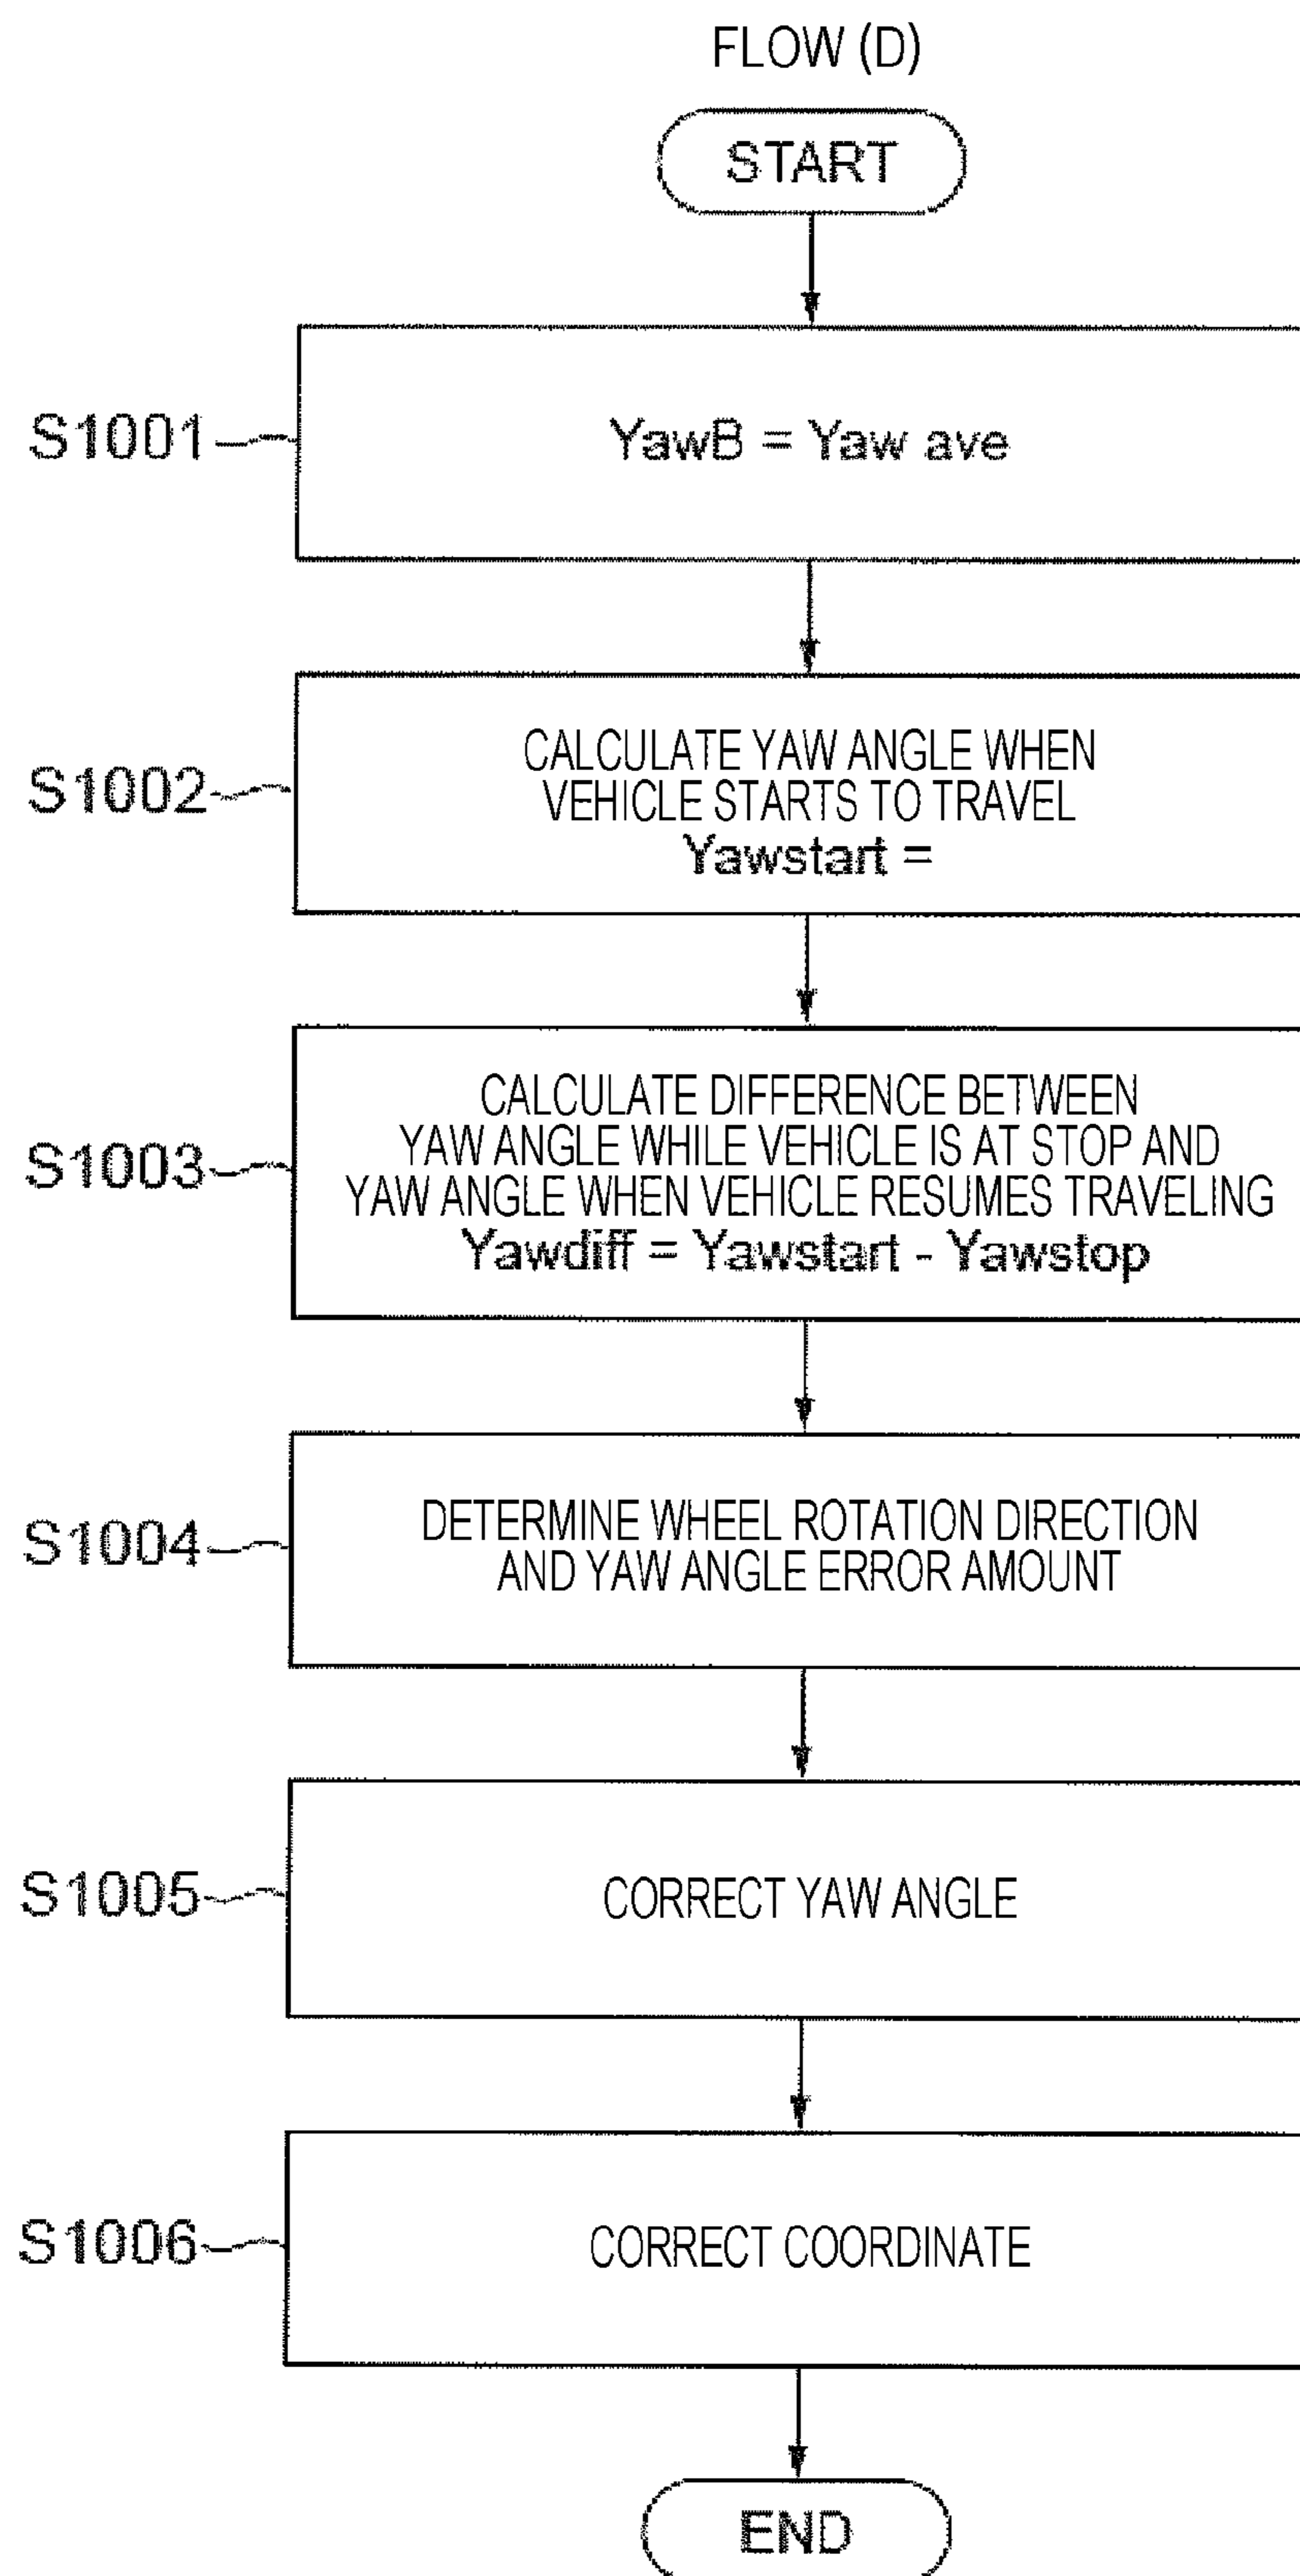 FLOW (D)
START
S1001
YawB = Yaw ave
S1002
CALCULATE YAW ANGLE WHEN
VEHICLE STARTS TO TRAVEL
Yawstart =
S1003
CALCULATE DIFFERENCE BETWEEN
YAW ANGLE WHILE VEHICLE IS AT STOP AND
YAW ANGLE WHEN VEHICLE RESUMES TRAVELING
Yawdiff = Yawstart - Yawstop
S1004
DETERMINE WHEEL ROTATION DIRECTION
AND YAW ANGLE ERROR AMOUNT
S1005
CORRECT YAW ANGLE
S1006
CORRECT COORDINATE
END